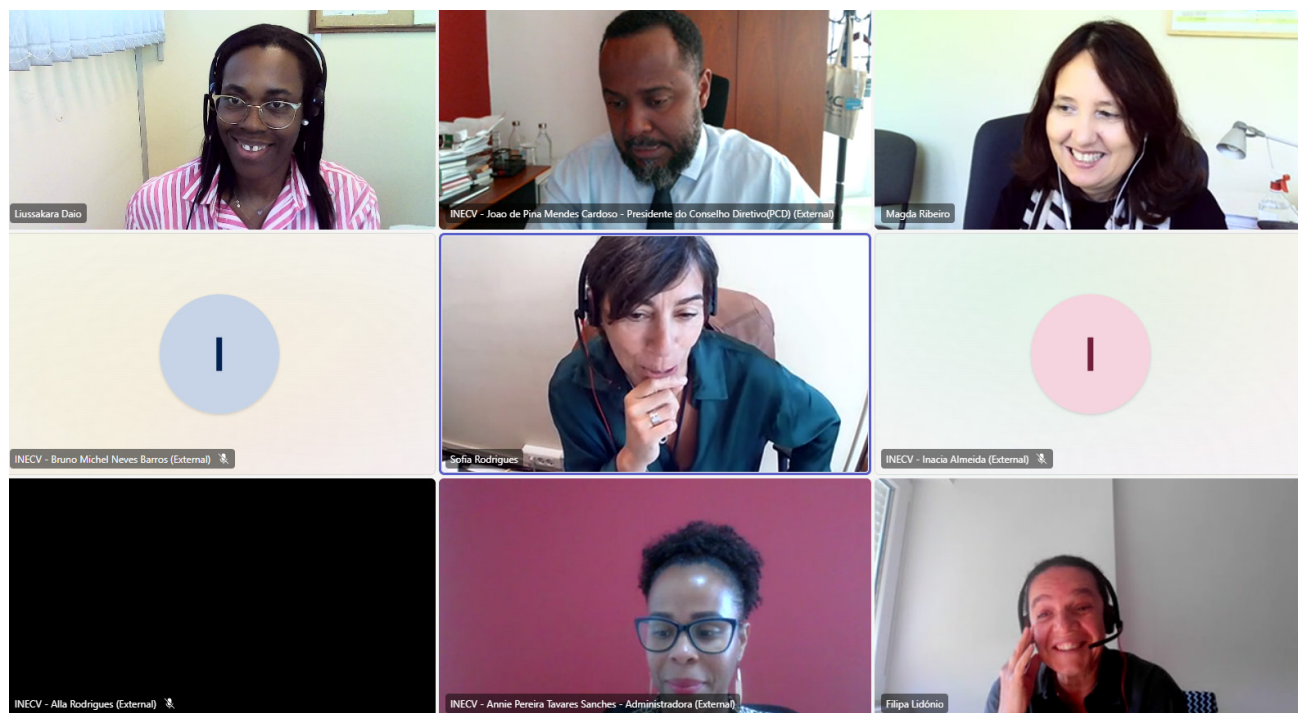 Liussakara Daio
INECV - Joao de Pina Mendes Cardoso - Presidente do Conselho Diretivo(PCD) (External)
Magda Ribeiro
I
INECV - Bruno Michel Neves Barros (External)
Sofia Rodrigues
I
INECV - Inacia Almeida (External)
INECV - Alla Rodrigues (External)
INECV - Annie Pereira Tavares Sanches - Administradora (External)
Filipa Lidónio